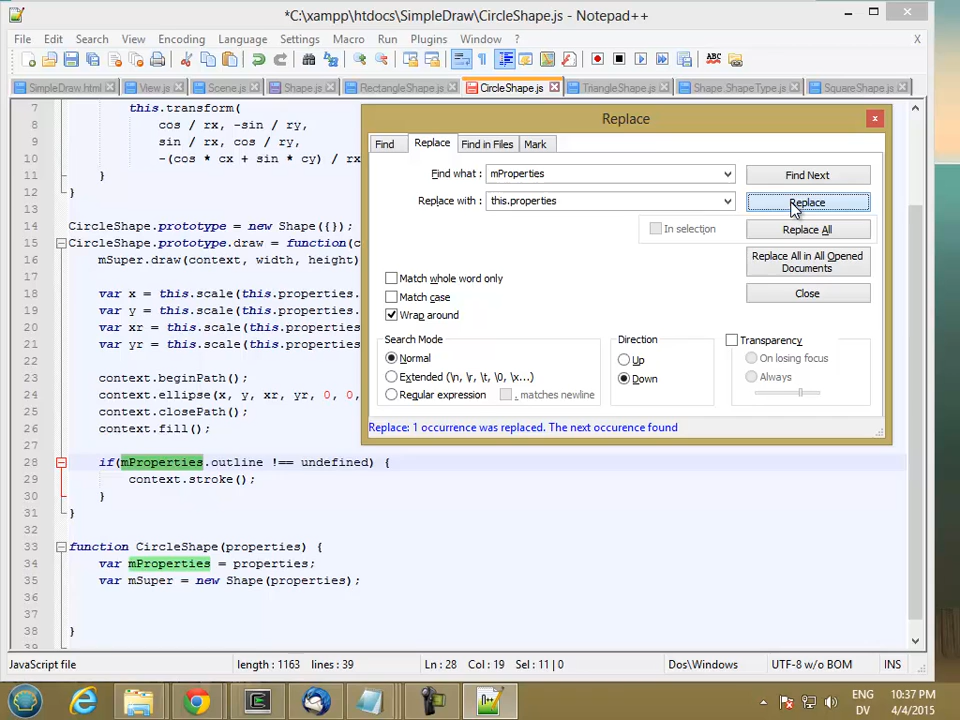 *C:\xampp\htdocs\SimpleDraw\CircleShape.js - Notepad++
File Edit Search View Encoding Language Settings Macro Run Plugins Window ?
SimpleDraw.html View.js Scene.js Shape.js RectangleShape.js CircleShape.js TriangleShape.js Shape.ShapeType.js SquareShape.js
7 this.transform(
8 cos / rx, -sin / ry,
9 sin / rx, cos / ry,
10 -(cos * cx + sin * cy) / rx
11 }
12 }
13
14 CircleShape.prototype = new Shape({});
15 CircleShape.prototype.draw = function(c
16 mSuper.draw(context, width, height)
17
18 var x = this.scale(this.properties.
19 var y = this.scale(this.properties.
20 var xr = this.scale(this.properties
21 var yr = this.scale(this.properties
22
23 context.beginPath();
24 context.ellipse(x, y, xr, yr, 0, 0,
25 context.closePath();
26 context.fill();
27
28 if(mProperties.outline !== undefined) {
29 context.stroke();
30 }
31 }
32
33 function CircleShape(properties) {
34 var mProperties = properties;
35 var mSuper = new Shape(properties);
36
37
38 }
39
Replace
Find Replace Find in Files Mark
Find what : mProperties Find Next
Replace with : this.properties Replace
In selection Replace All
Replace All in All Opened Documents
Match whole word only
Match case Close
Wrap around
Search Mode Direction Transparency
Normal Up On losing focus
Extended (\n, \r, \t, \0, \x...) Down Always
Regular expression . matches newline
Replace: 1 occurrence was replaced. The next occurence found
JavaScript file length : 1163 lines : 39 Ln : 28 Col : 19 Sel : 11 | 0 Dos\Windows UTF-8 w/o BOM INS
ENG 10:37 PM
DV 4/4/2015